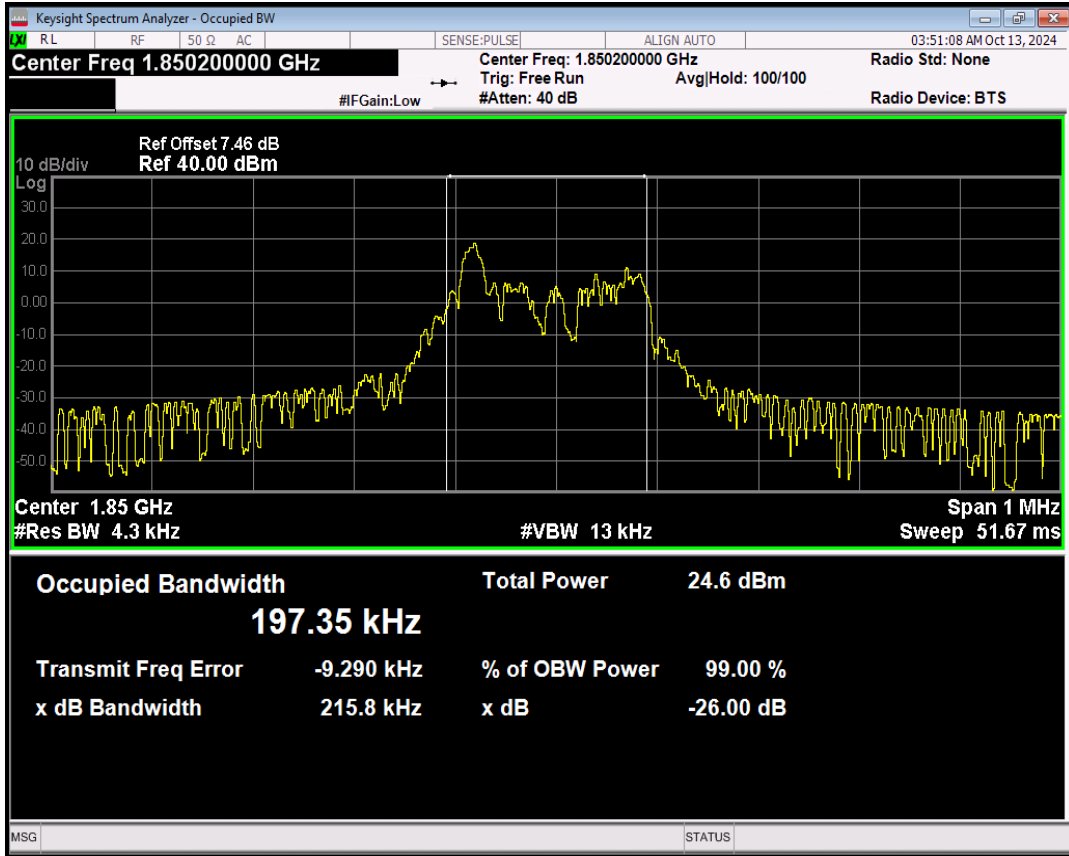 Keysight Spectrum Analyzer - Occupied BW
LXI RL RF 50 Ω AC SENSE:PULSE ALIGN AUTO 03:51:08 AM Oct 13, 2024
Center Freq 1.850200000 GHz
Center Freq: 1.850200000 GHz
Radio Std: None
Trig: Free Run
Avg|Hold: 100/100
#IFGain:Low
#Atten: 40 dB
Radio Device: BTS
Ref Offset 7.46 dB
10 dB/div
Ref 40.00 dBm
Log
30.0
20.0
10.0
0.00
-10.0
-20.0
-30.0
-40.0
-50.0
Center 1.85 GHz
Span 1 MHz
#Res BW 4.3 kHz
#VBW 13 kHz
Sweep 51.67 ms
Occupied Bandwidth
Total Power 24.6 dBm
197.35 kHz
Transmit Freq Error -9.290 kHz
% of OBW Power 99.00 %
x dB Bandwidth 215.8 kHz
x dB -26.00 dB
MSG
STATUS